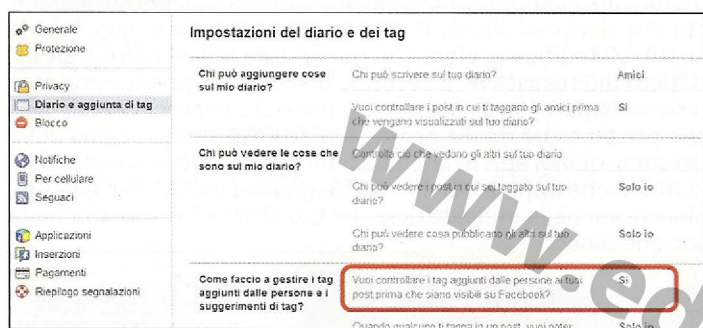 Generale
Protezione
Privacy
Diario e aggiunta di tag
Blocco
Notifiche
Per cellulare
Seguaci
Applicazioni
Inserzioni
Pagamenti
Riepilogo segnalazioni
Impostazioni del diario e dei tag
Chi può aggiungere cose
sul mio diario?
Chi può scrivere sul tuo diario?
Amici
Vuoi controllare i post in cui ti taggano gli amici prima
che vengano visualizzati sul tuo diario?
Sì
Chi può vedere le cose che
sono sul mio diario?
Controlla ciò che vedono gli altri sul tuo diario
Chi può vedere i post in cui sei taggato sul tuo
diario?
Solo io
Chi può vedere cosa pubblicano gli altri sul tuo
diario?
Solo io
Come faccio a gestire i tag
aggiunti dalle persone e i
suggerimenti di tag?
Vuoi controllare i tag aggiunti dalle persone ai tuoi
post prima che siano visibili su Facebook?
Sì
Quando qualcuno ti tagga in un post, vuoi poter
Solo io
www.ed